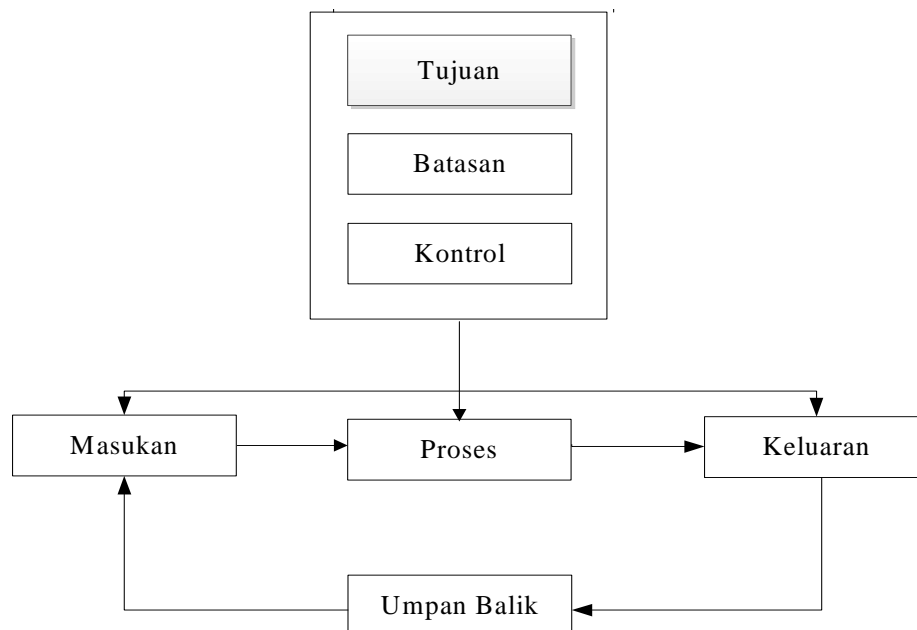 Tujuan
Batasan
Kontrol
Masukan
Proses
Keluaran
Umpan Balik